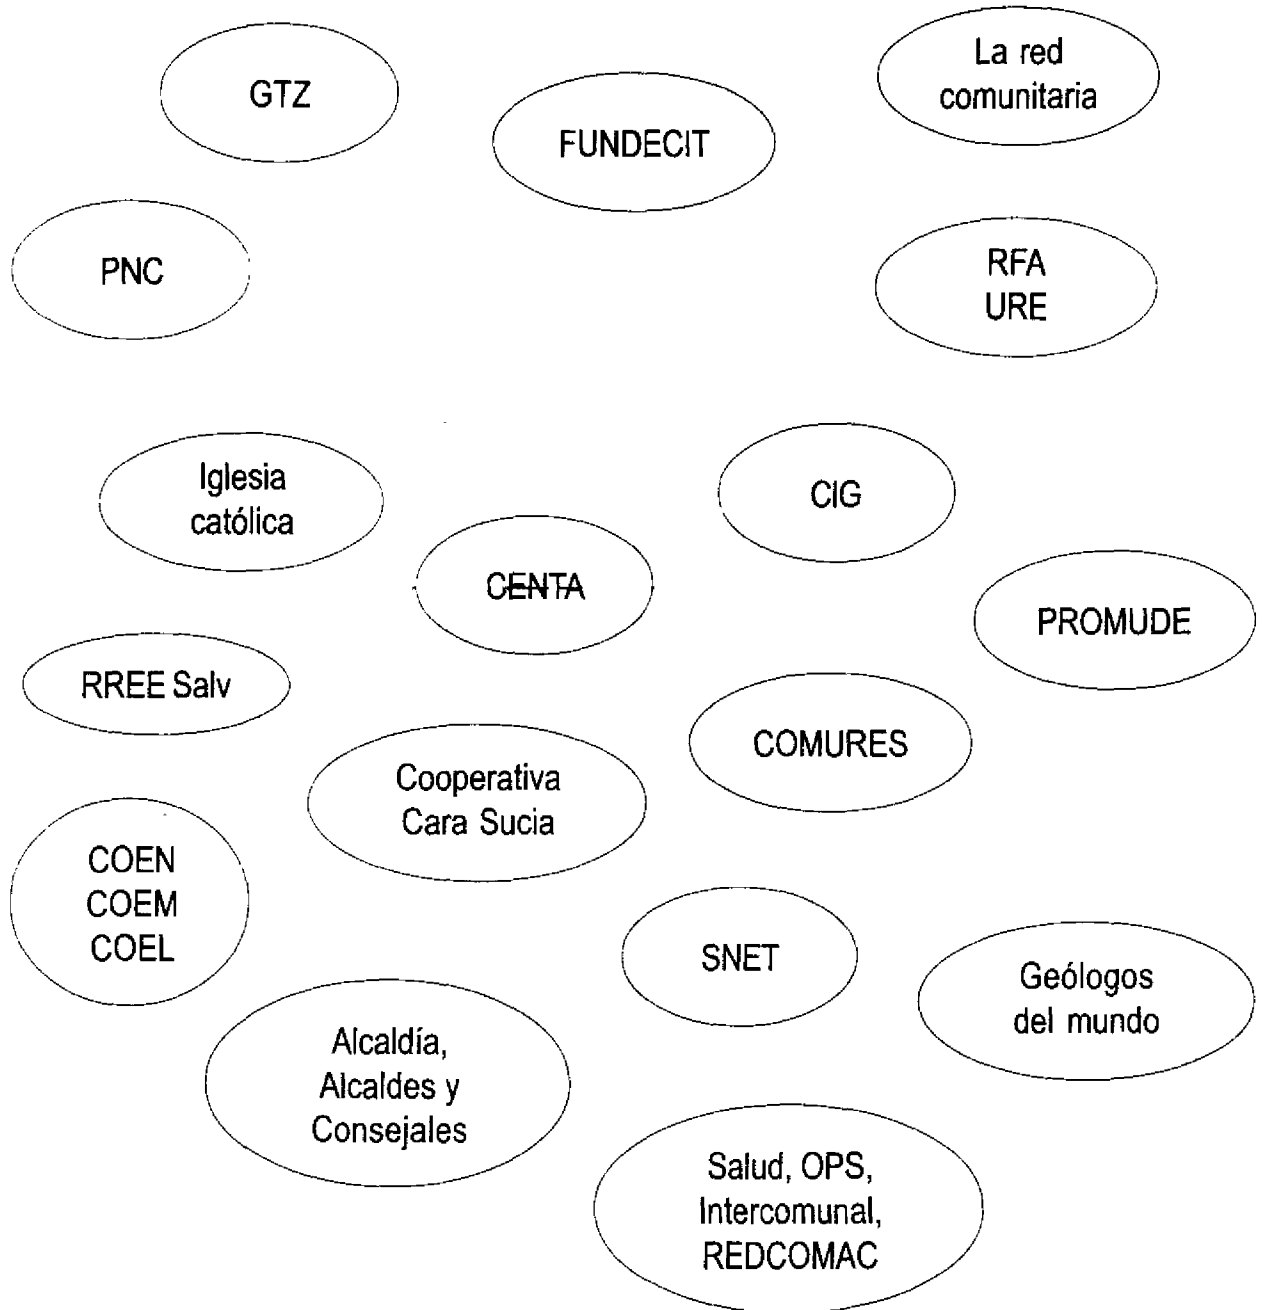 GTZ
FUNDECIT
La red
comunitaria
PNC
RFA
URE
Iglesia
católica
CIG
CENTA
PROMUDE
RREE Salv
COMURES
Cooperativa
Cara Sucia
COEN
COEM
COEL
SNET
Geólogos
del mundo
Alcaldía,
Alcaldes y
Consejales
Salud, OPS,
Intercomunal,
REDCOMAC